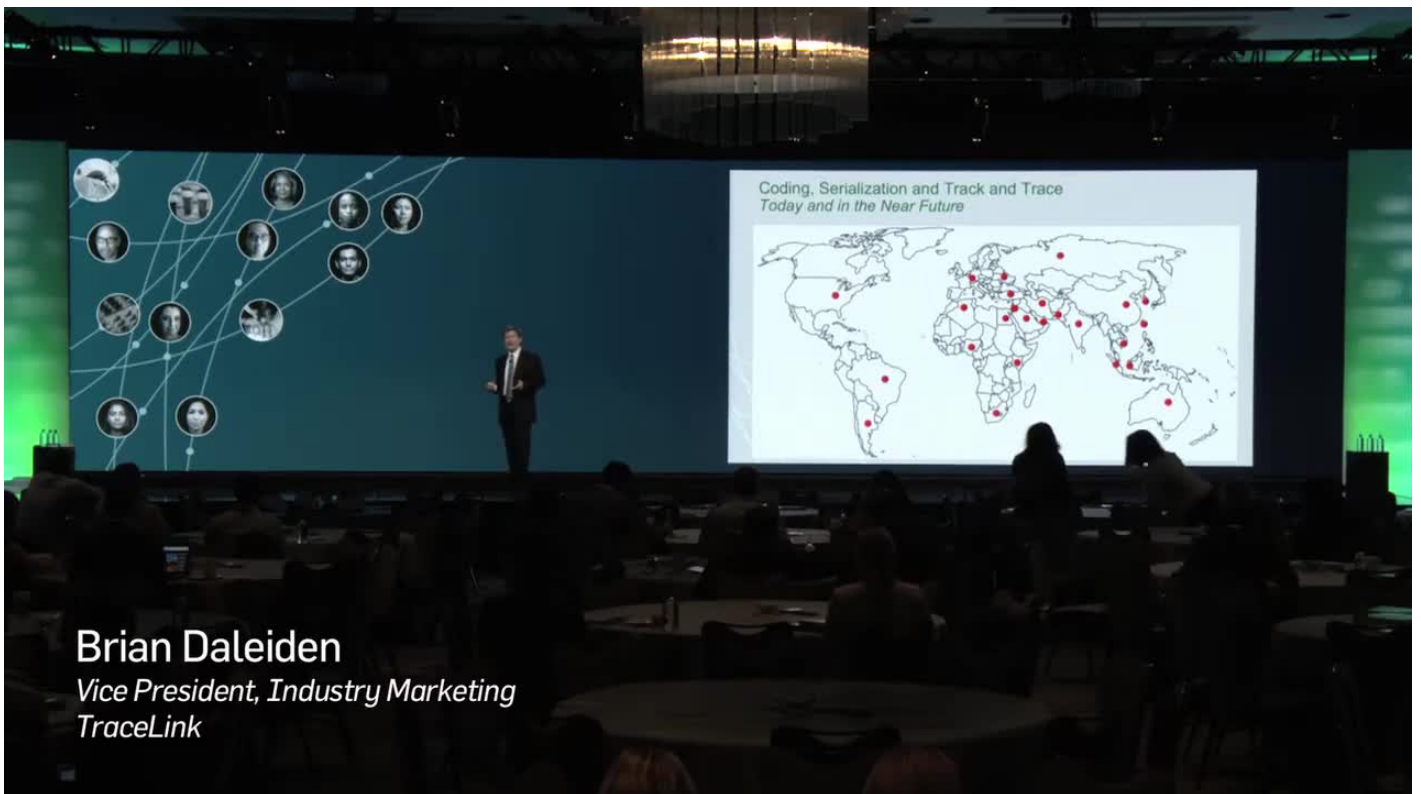 Coding, Serialization and Track and Trace
Today and in the Near Future
Brian Daleiden
Vice President, Industry Marketing
TraceLink